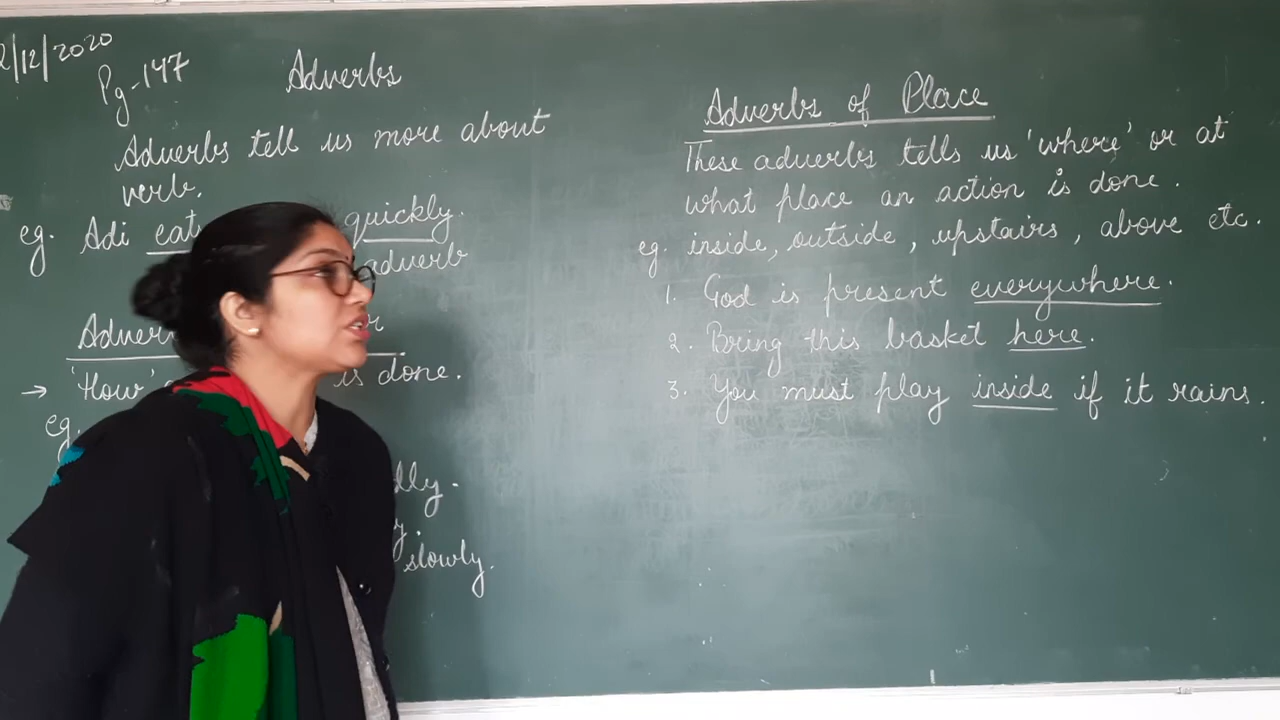 2/12/2020
Pg-147
Adverbs
Adverbs tell us more about
verb.
eg. Adi eat quickly.
adverb
'How' is done.
eg.
slowly.
Adverbs of Place
These adverbs tells us 'where' or at
what place an action is done.
eg. inside, outside, upstairs, above etc.
1. God is present everywhere.
2. Bring this basket here.
3. You must play inside if it rains.